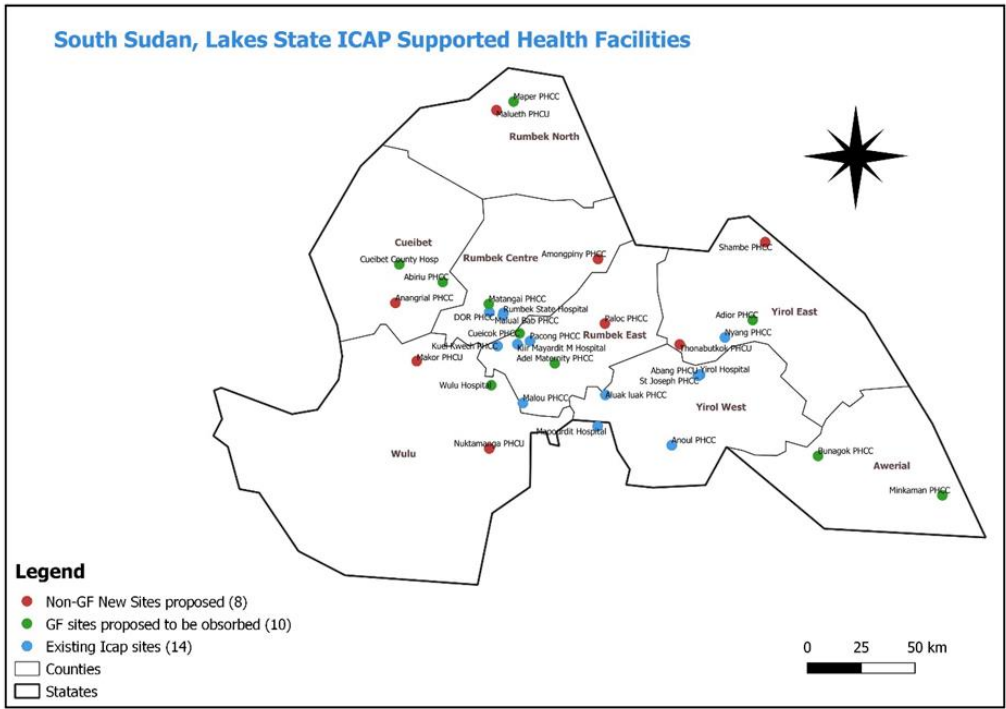 South Sudan, Lakes State ICAP Supported Health Facilities
Maper PHCC
Malueth PHCU
Rumbek North
Cueibet
Cueibet County Hosp
Abiriu PHCC
Anangrial PHCC
Rumbek Centre
Amongpiny PHCC
Shambe PHCC
Matangai PHCC
Rumbek State Hospital
DOR PHCC
Malual Bab PHCC
Paloc PHCC
Rumbek East
Adior PHCC
Yirol East
Nyang PHCC
Thonabutkok PHCU
Cueicok PHCC
Pacong PHCC
Kuel Kwech PHCC
Kiir Mayardit M Hospital
Adel Maternity PHCC
Makor PHCU
Wulu Hospital
Malou PHCC
Abang PHCU
Yirol Hospital
St Joseph PHCC
Aluak luak PHCC
Yirol West
Mapourdit Hospital
Anoul PHCC
Nuktamanga PHCU
Wulu
Bunagok PHCC
Awerial
Minkaman PHCC
Legend
Non-GF New Sites proposed (8)
GF sites proposed to be obsorbed (10)
Existing Icap sites (14)
Counties
Statates
0 25 50 km